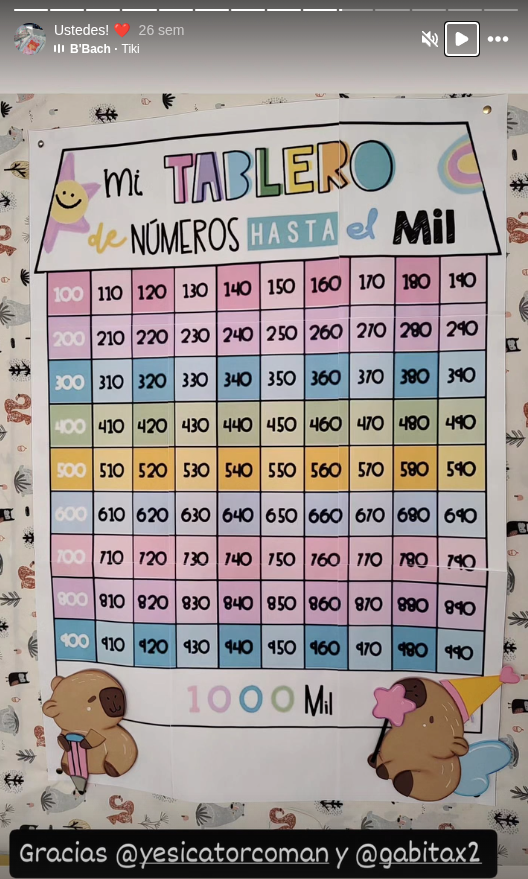 Ustedes! ❤️ 26 sem
B'Bach · Tiki
Mi TABLERO
de NÚMEROS HASTA el Mil
100 110 120 130 140 150 160 170 180 190
200 210 220 230 240 250 260 270 280 290
300 310 320 330 340 350 360 370 380 390
400 410 420 430 440 450 460 470 480 490
500 510 520 530 540 550 560 570 580 590
600 610 620 630 640 650 660 670 680 690
700 710 720 730 740 750 760 770 780 790
800 810 820 830 840 850 860 870 880 890
900 910 920 930 940 950 960 970 980 990
1000 Mil
Gracias @yesicatorcoman y @gabitax2